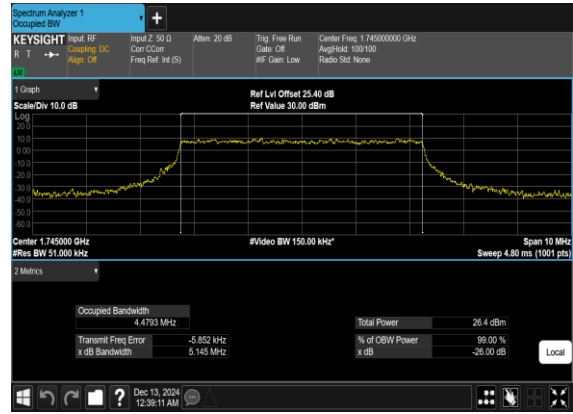 Spectrum Analyzer 1
Occupied BW
+
KEYSIGHT Input: RF Input Z: 50 Ω Atten: 20 dB Trig: Free Run Center Freq: 1.745000000 GHz
R T Coupling: DC Corr CCorr Gate: Off Avg|Hold: 100/100
Align: Off Freq Ref: Int (S) #IF Gain: Low Radio Std: None
LXI
1 Graph Ref Lvl Offset 25.40 dB
Scale/Div 10.0 dB Ref Value 30.00 dBm
Log
20.0
10.0
0.00
-10.0
-20.0
-30.0
-40.0
-50.0
-60.0
Center 1.745000 GHz #Video BW 150.00 kHz* Span 10 MHz
#Res BW 51.000 kHz Sweep 4.80 ms (1001 pts)
2 Metrics
Occupied Bandwidth
4.4793 MHz Total Power 26.4 dBm
Transmit Freq Error -5.852 kHz % of OBW Power 99.00 %
x dB Bandwidth 5.145 MHz x dB -26.00 dB
Local
? Dec 13, 2024
12:39:11 AM